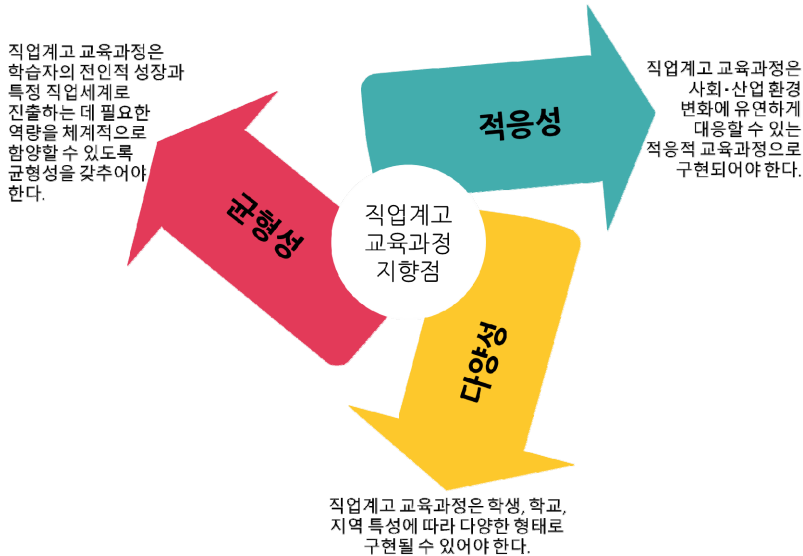 직업계고 교육과정은
학습자의 전인적 성장과
특정 직업세계로
진출하는 데 필요한
역량을 체계적으로
함양할 수 있도록
균형성을 갖추어야
한다.
균형성
적응성
직업계고 교육과정은
사회·산업 환경
변화에 유연하게
대응할 수 있는
적응적 교육과정으로
구현되어야 한다.
직업계고
교육과정
지향점
다양성
직업계고 교육과정은 학생, 학교,
지역 특성에 따라 다양한 형태로
구현될 수 있어야 한다.